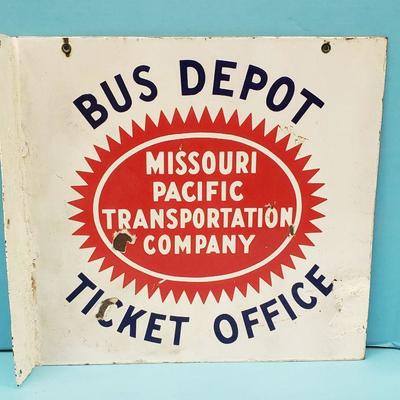 BUS DEPOT
MISSOURI
PACIFIC
TRANSPORTATION
COMPANY
TICKET OFFICE